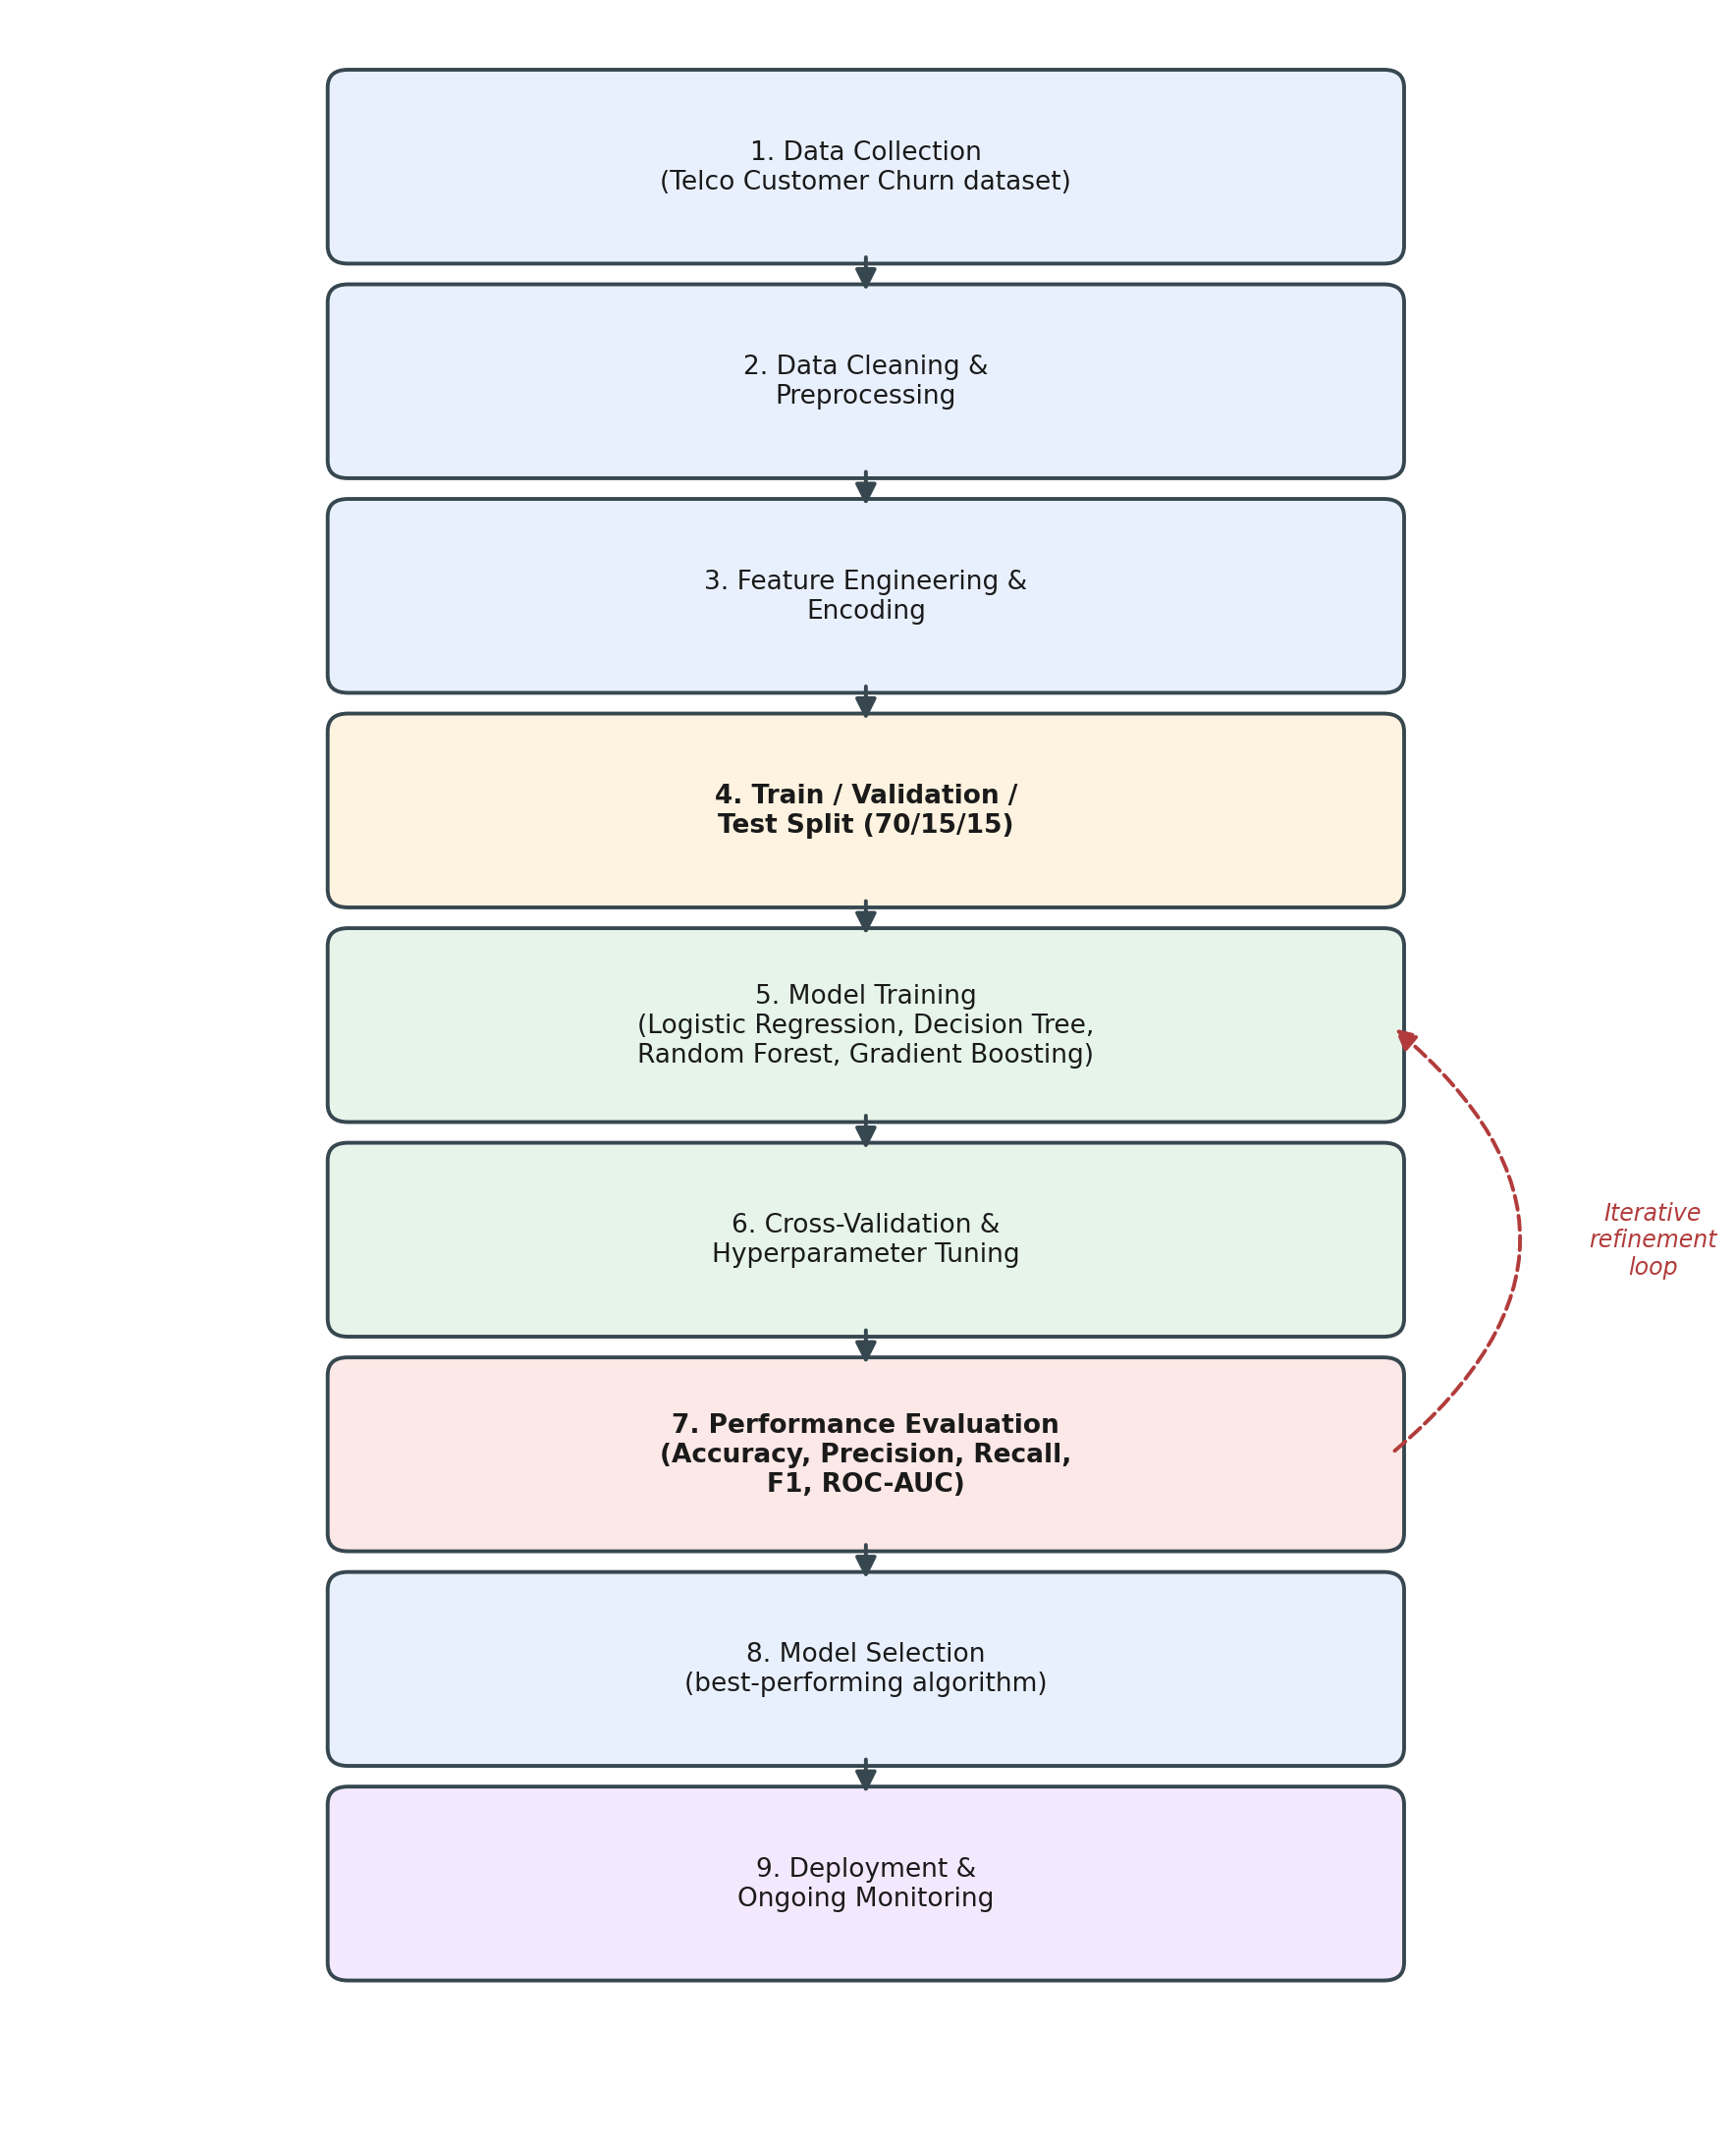 1. Data Collection
(Telco Customer Churn dataset)
2. Data Cleaning &
Preprocessing
3. Feature Engineering &
Encoding
4. Train / Validation /
Test Split (70/15/15)
5. Model Training
(Logistic Regression, Decision Tree,
Random Forest, Gradient Boosting)
6. Cross-Validation &
Hyperparameter Tuning
Iterative
refinement
loop
7. Performance Evaluation
(Accuracy, Precision, Recall,
F1, ROC-AUC)
8. Model Selection
(best-performing algorithm)
9. Deployment &
Ongoing Monitoring